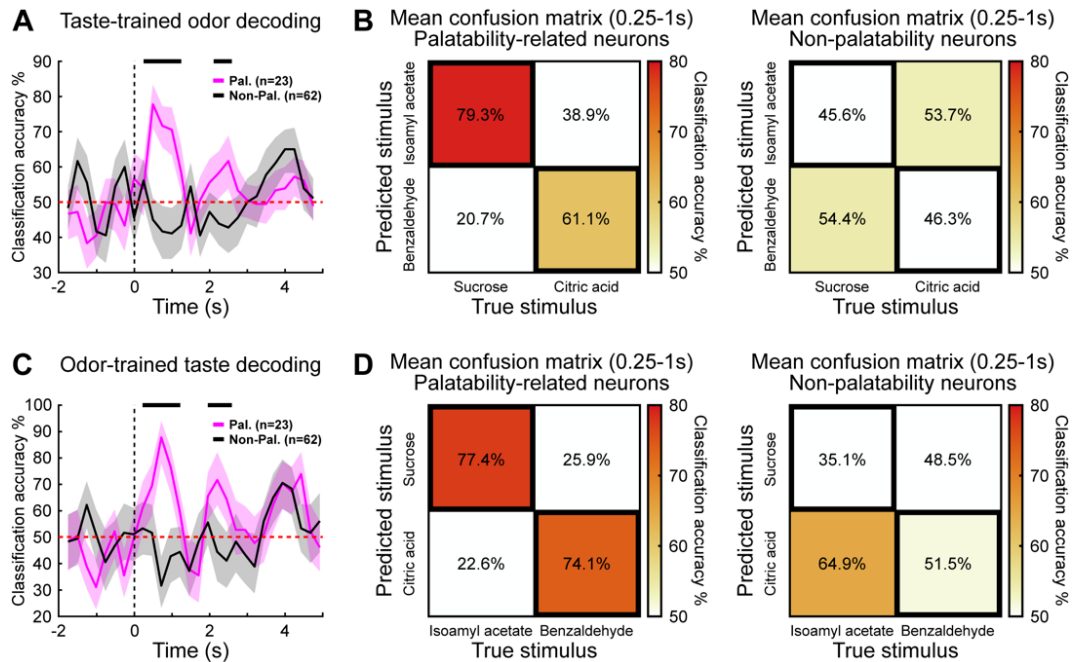 A Taste-trained odor decoding
Classification accuracy %
90
80
70
60
50
40
30
Pal. (n=23)
Non-Pal. (n=62)
-2 0 2 4
Time (s)
B Mean confusion matrix (0.25-1s)
Palatability-related neurons
Predicted stimulus
Isoamyl acetate
Benzaldehyde
79.3% 38.9%
20.7% 61.1%
Sucrose Citric acid
True stimulus
80
70
60
50
Classification accuracy %
Mean confusion matrix (0.25-1s)
Non-palatability neurons
Predicted stimulus
Isoamyl acetate
Benzaldehyde
45.6% 53.7%
54.4% 46.3%
Sucrose Citric acid
True stimulus
80
70
60
50
Classification accuracy %
C Odor-trained taste decoding
Classification accuracy %
100
90
80
70
60
50
40
30
20
Pal. (n=23)
Non-Pal. (n=62)
-2 0 2 4
Time (s)
D Mean confusion matrix (0.25-1s)
Palatability-related neurons
Predicted stimulus
Sucrose
Citric acid
77.4% 25.9%
22.6% 74.1%
Isoamyl acetate Benzaldehyde
True stimulus
80
70
60
50
Classification accuracy %
Mean confusion matrix (0.25-1s)
Non-palatability neurons
Predicted stimulus
Sucrose
Citric acid
35.1% 48.5%
64.9% 51.5%
Isoamyl acetate Benzaldehyde
True stimulus
80
70
60
50
Classification accuracy %